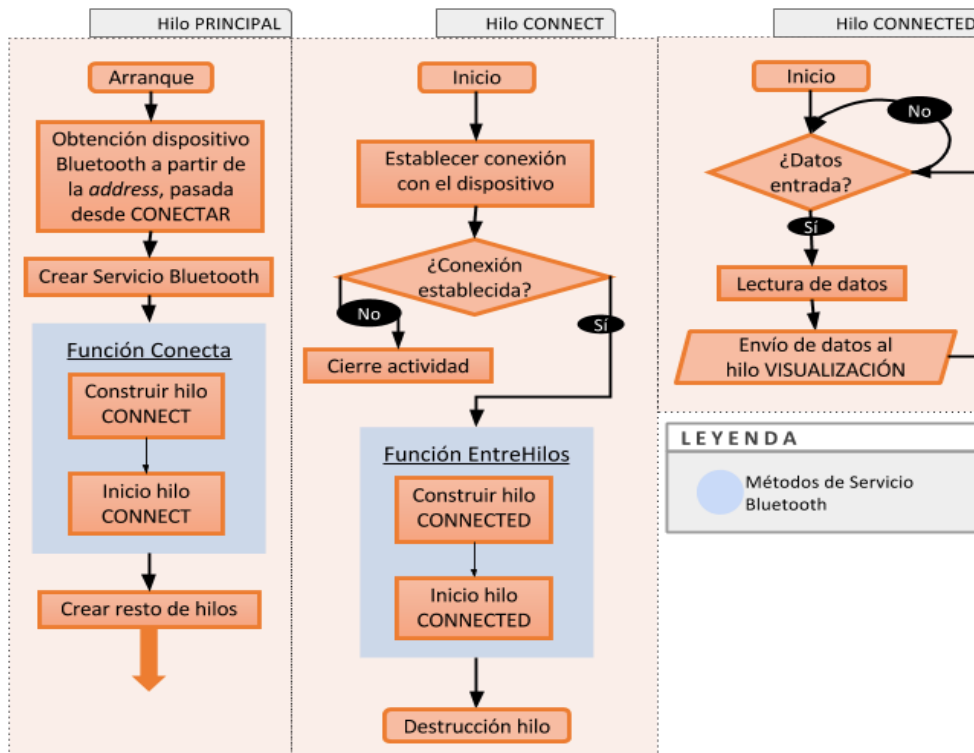 Hilo PRINCIPAL
Arranque
Obtención dispositivo
Bluetooth a partir de
la address, pasada
desde CONECTAR
Crear Servicio Bluetooth
Función Conecta
Construir hilo
CONNECT
Inicio hilo
CONNECT
Crear resto de hilos
Hilo CONNECT
Inicio
Establecer conexión
con el dispositivo
¿Conexión
establecida?
No
Sí
Cierre actividad
Función EntreHilos
Construir hilo
CONNECTED
Inicio hilo
CONNECTED
Destrucción hilo
Hilo CONNECTED
Inicio
No
¿Datos
entrada?
Sí
Lectura de datos
Envío de datos al
hilo VISUALIZACIÓN
LEYENDA
Métodos de Servicio
Bluetooth